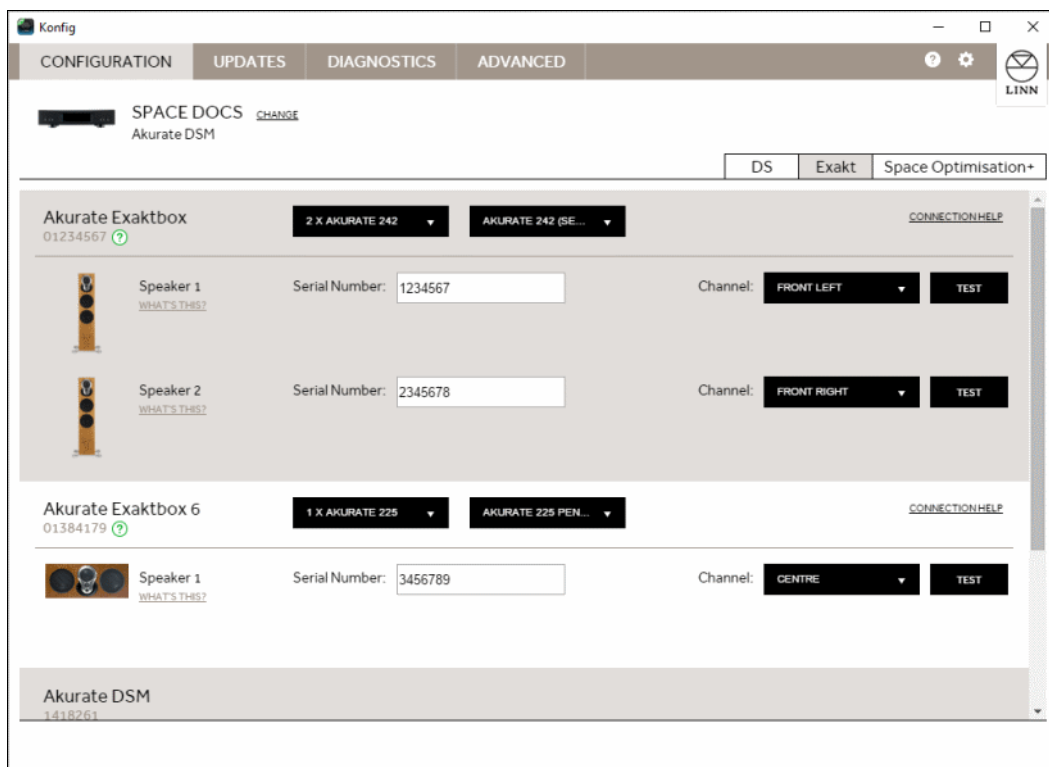 Konfig
CONFIGURATION UPDATES DIAGNOSTICS ADVANCED ?
LINN
SPACE DOCS CHANGE
Akurate DSM
DS Exakt Space Optimisation+
Akurate Exaktbox 2 X AKURATE 242 AKURATE 242 (SE... CONNECTION HELP
01234567 ?
Speaker 1 Serial Number: 1234567 Channel: FRONT LEFT TEST
WHAT'S THIS?
Speaker 2 Serial Number: 2345678 Channel: FRONT RIGHT TEST
WHAT'S THIS?
Akurate Exaktbox 6 1 X AKURATE 225 AKURATE 225 PEN... CONNECTION HELP
01384179 ?
Speaker 1 Serial Number: 3456789 Channel: CENTRE TEST
WHAT'S THIS?
Akurate DSM
1418261